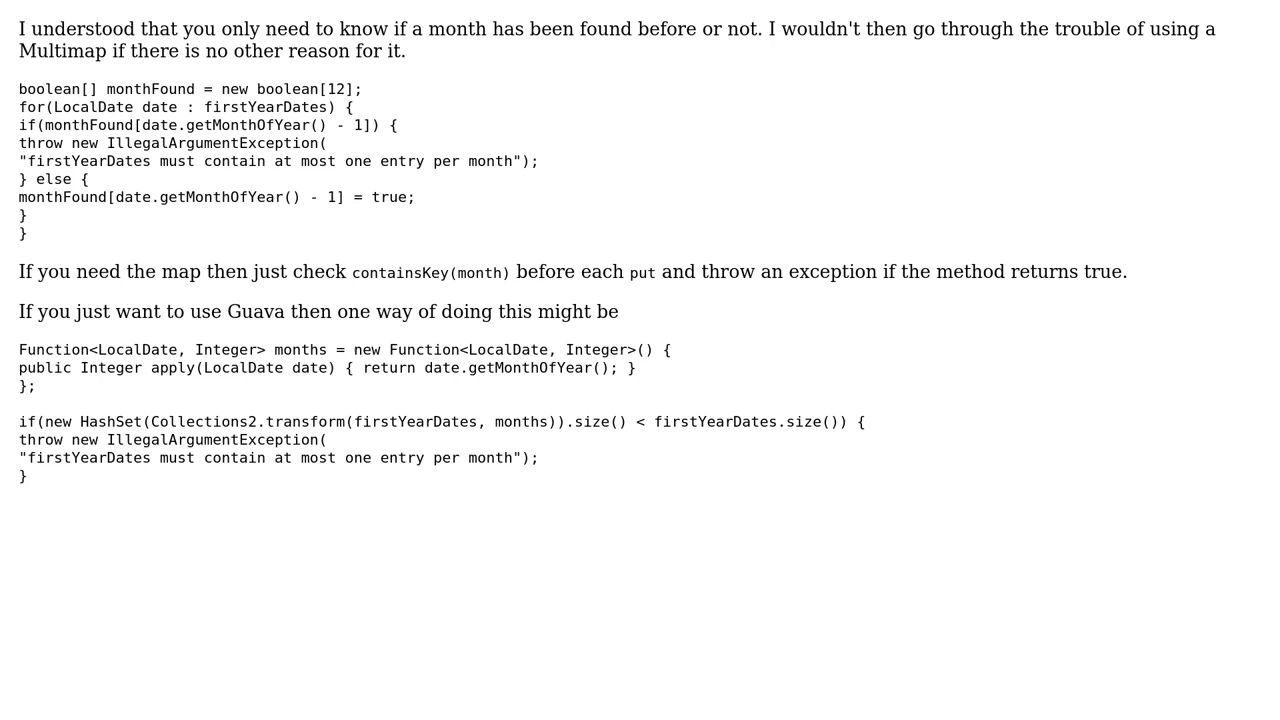 I understood that you only need to know if a month has been found before or not. I wouldn't then go through the trouble of using a
Multimap if there is no other reason for it.
boolean[] monthFound = new boolean[12];
for(LocalDate date : firstYearDates) {
if(monthFound[date.getMonthOfYear() - 1]) {
throw new IllegalArgumentException(
"firstYearDates must contain at most one entry per month");
} else {
monthFound[date.getMonthOfYear() - 1] = true;
}
}
If you need the map then just check containsKey(month) before each put and throw an exception if the method returns true.
If you just want to use Guava then one way of doing this might be
Function<LocalDate, Integer> months = new Function<LocalDate, Integer>() {
public Integer apply(LocalDate date) { return date.getMonthOfYear(); }
};
if(new HashSet(Collections2.transform(firstYearDates, months)).size() < firstYearDates.size()) {
throw new IllegalArgumentException(
"firstYearDates must contain at most one entry per month");
}